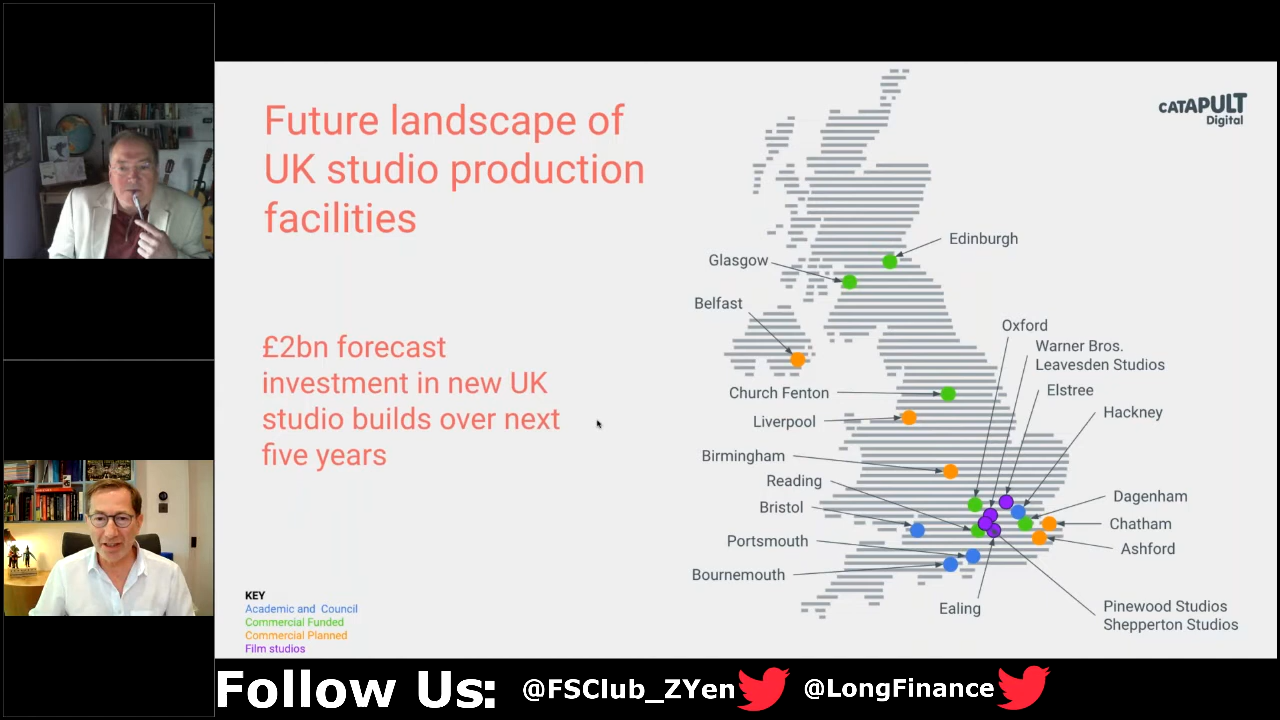 Future landscape of
UK studio production
facilities
£2bn forecast
investment in new UK
studio builds over next
five years
CATAPULT
Digital
Edinburgh
Glasgow
Belfast
Oxford
Warner Bros.
Leavesden Studios
Elstree
Church Fenton
Hackney
Liverpool
Birmingham
Reading
Dagenham
Bristol
Chatham
Portsmouth
Ashford
Bournemouth
Ealing
Pinewood Studios
Shepperton Studios
KEY
Academic and Council
Commercial Funded
Commercial Planned
Film studios
Follow Us: @FSClub_ZYen @LongFinance